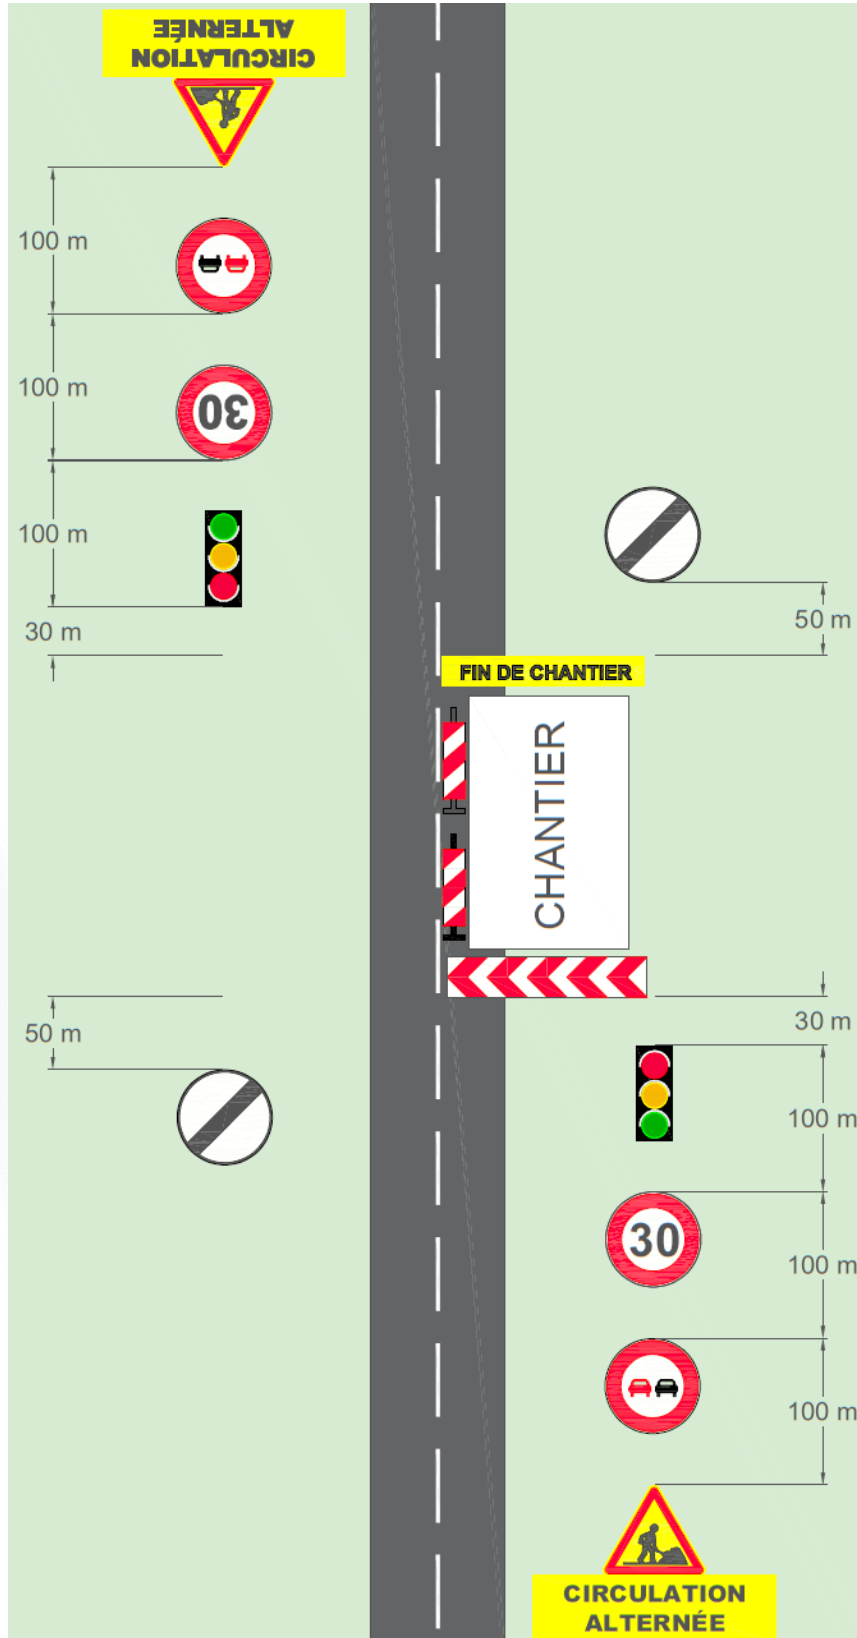 CIRCULATION
ALTERNÉE
100 m
100 m
30
100 m
30 m
50 m
FIN DE CHANTIER
CHANTIER
50 m
30 m
100 m
30
100 m
100 m
CIRCULATION
ALTERNÉE